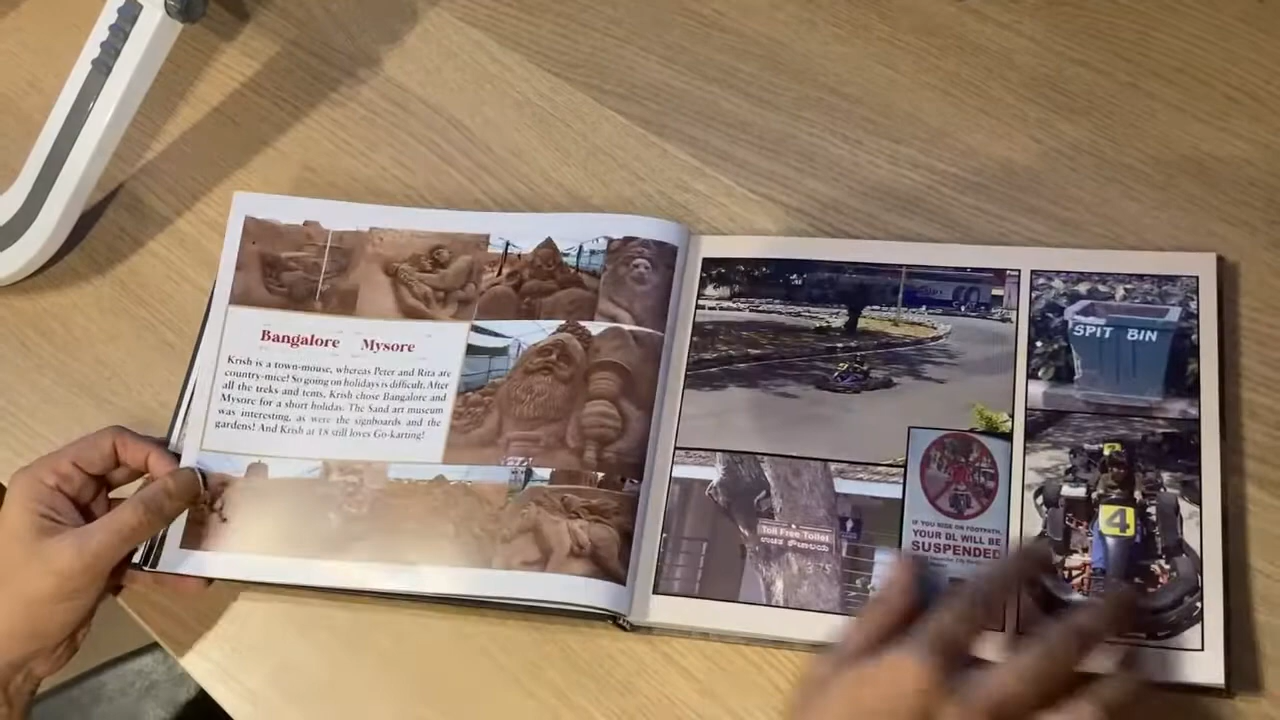 Bangalore Mysore
Krish is a town-mouse, whereas Peter and Rita are
country-mice! So going on holidays is difficult. After
all the treks and tents, Krish chose Bangalore and
Mysore for a short holiday. The Sand art museum
was interesting, as were the signboards and the
gardens! And Krish at 18 still loves Go-karting!
SPIT BIN
Toll Free Toilet
ಉಚಿತ ಶೌಚಾಲಯ
IF YOU RIDE ON FOOTPATH,
YOUR DL WILL BE
SUSPENDED
4